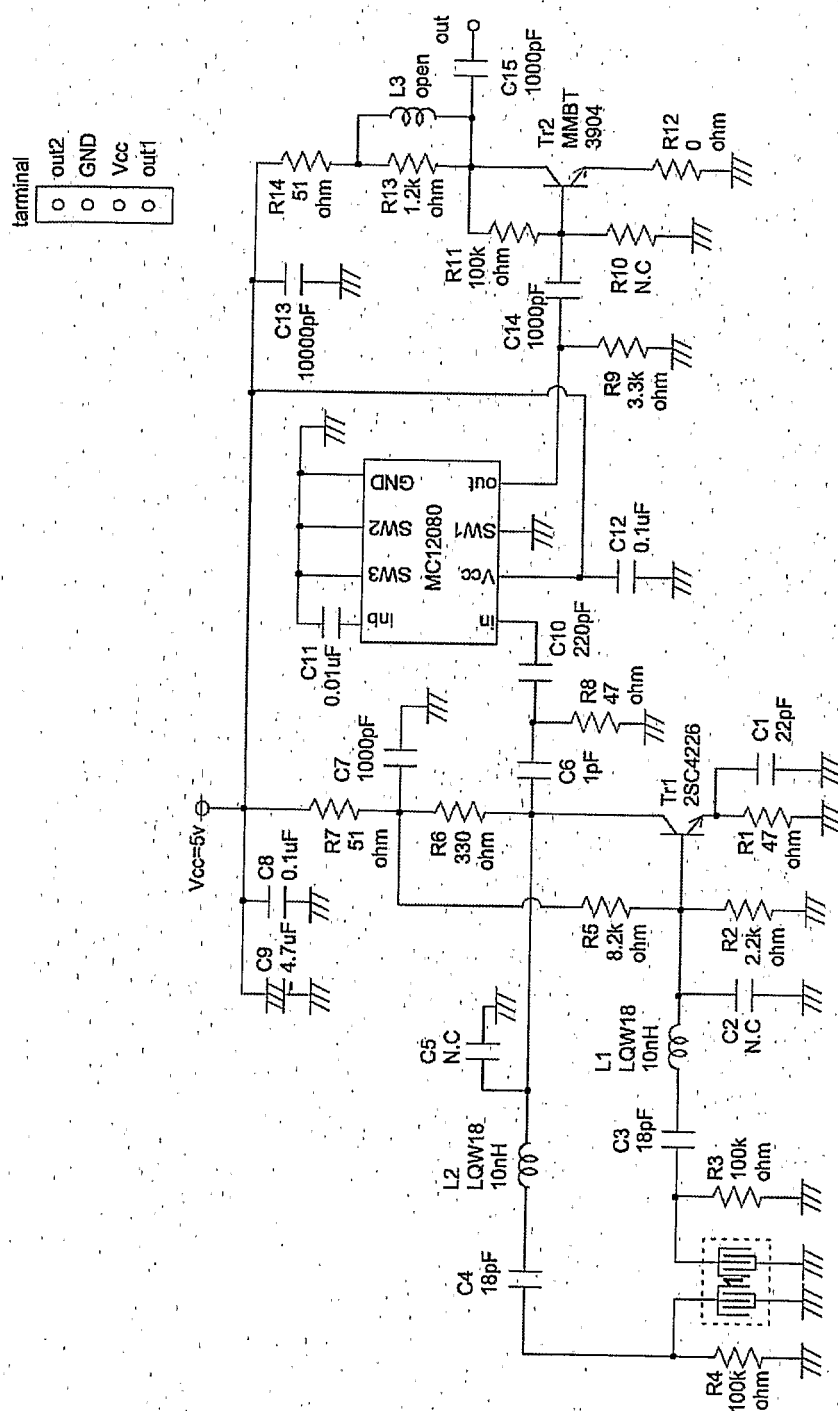 tarminal
out2
GND
Vcc
out1
Vcc=5v
C9
4.7uF
C8
0.1uF
R7
51
ohm
C7
1000pF
R6
330
ohm
R5
8.2k
ohm
C11
0.01uF
inb
SW3
SW2
GND
MC12080
in
Vcc
SW1
out
C13
10000pF
R14
51
ohm
R13
1.2k
ohm
L3
open
C15
1000pF
out
R11
100k
ohm
Tr2
MMBT
3904
R12
0
ohm
R10
N.C
C14
1000pF
R9
3.3k
ohm
C12
0.1uF
C10
220pF
R8
47
ohm
C6
1pF
Tr1
2SC4226
C1
22pF
R1
47
ohm
R2
2.2k
ohm
C2
N.C
L1
LQW18
10nH
C3
18pF
R3
100k
ohm
C5
N.C
L2
LQW18
10nH
C4
18pF
R4
100k
ohm
1